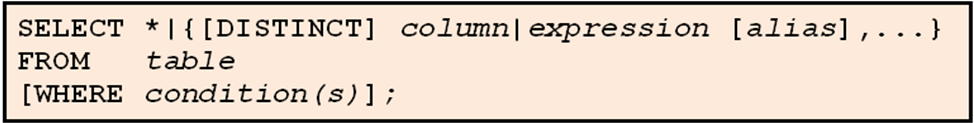 SELECT *|{[DISTINCT] column|expression [alias],...}
FROM table
[WHERE condition(s)];